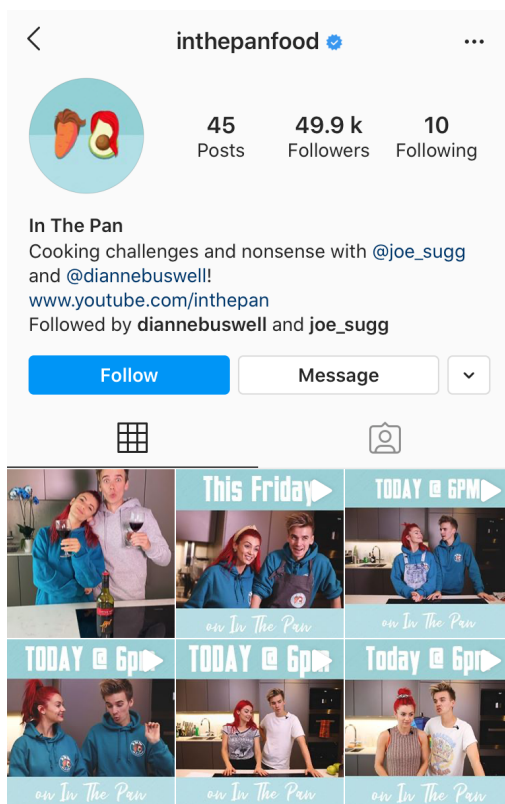 inthepanfood
45
49.9 k
10
Posts
Followers
Following
In The Pan
Cooking challenges and nonsense with @joe_sugg
and @diannebuswell!
www.youtube.com/inthepan
Followed by diannebuswell and joe_sugg
Follow
Message
This Friday
on In The Pan
TODAY @ 6PM
on In The Pan
TODAY @ 6pm
on In The Pan
TODAY @ 6pm
on In The Pan
Today @ 6pm
on In The Pan